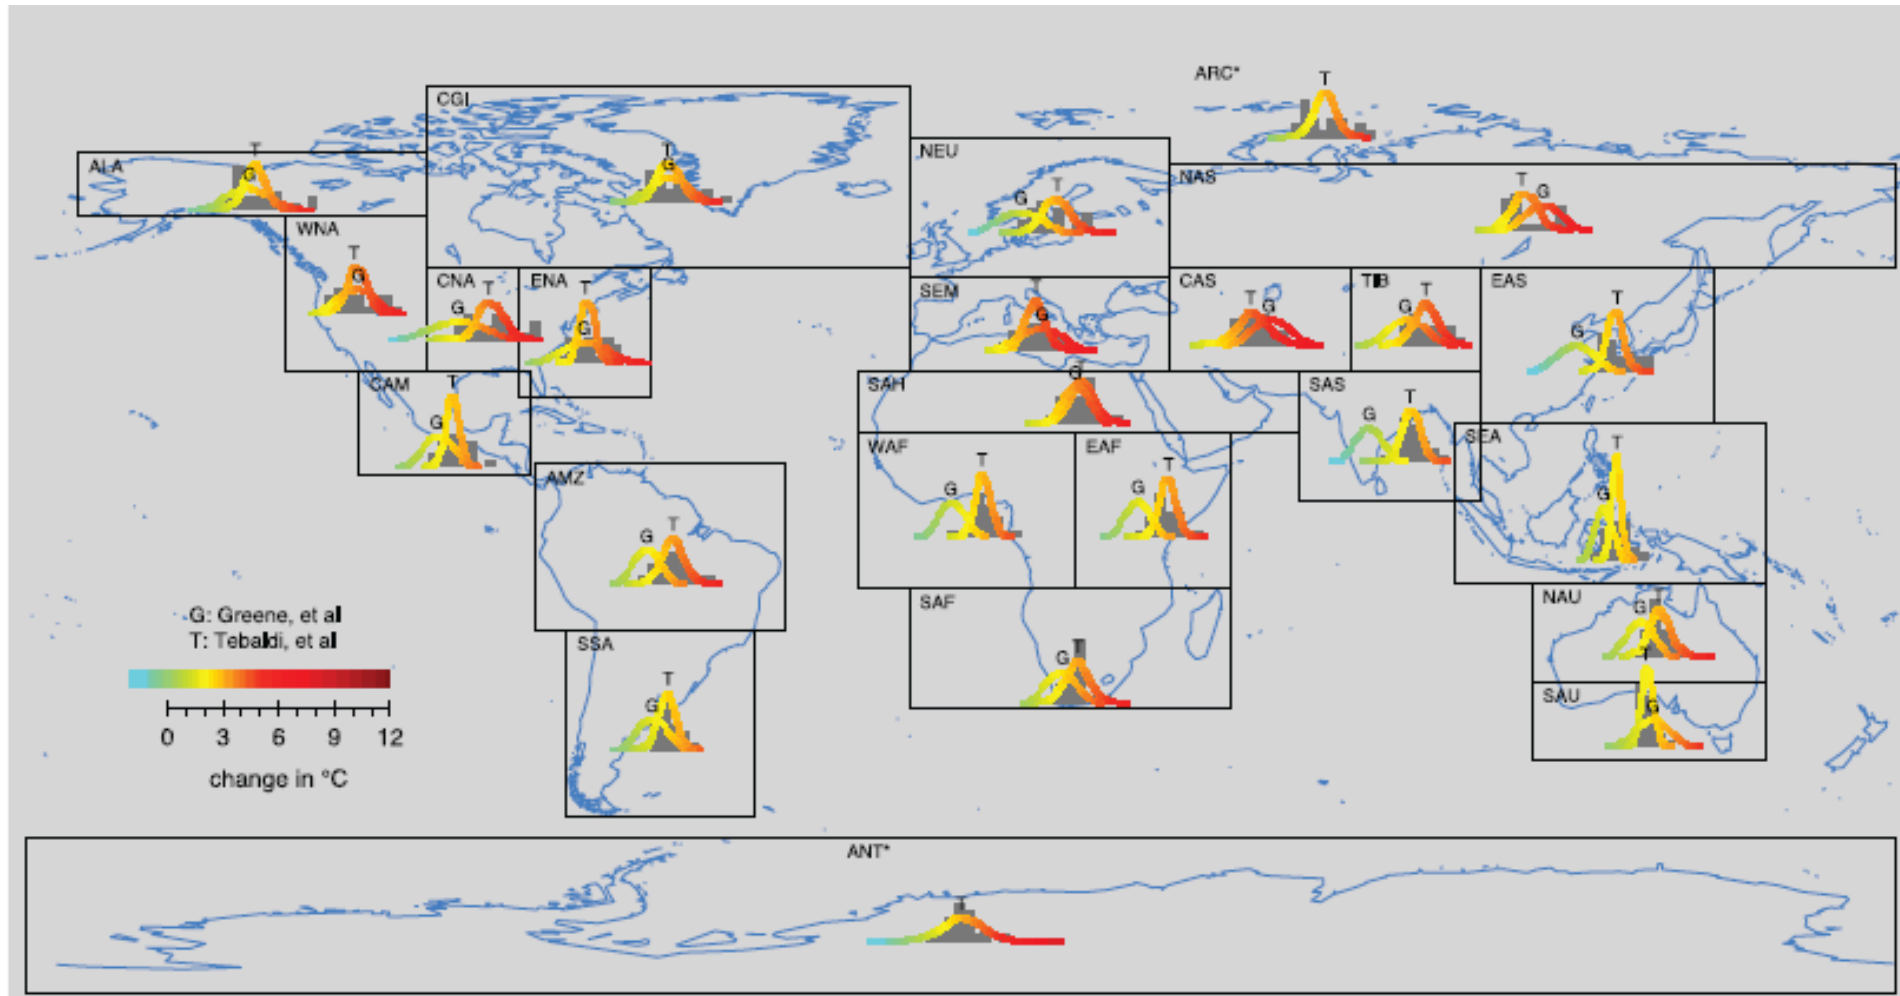 ARC*
T
CGI
NEU
T
ALA
T
G
T
G
G
T
NAS
T
G
WNA
T
G
CNA
T
G
ENA
T
G
SEM
T
G
CAS
T
G
TIB
T
G
EAS
T
G
CAM
T
G
SAH
G
SAS
T
G
SEA
T
G
WAF
T
G
EAF
T
G
AMZ
G
T
SAF
G
T
NAU
G
T
G: Greene, et al
T: Tebaldi, et al
0 3 6 9 12
change in °C
SSA
T
G
SAU
T
G
ANT*
T